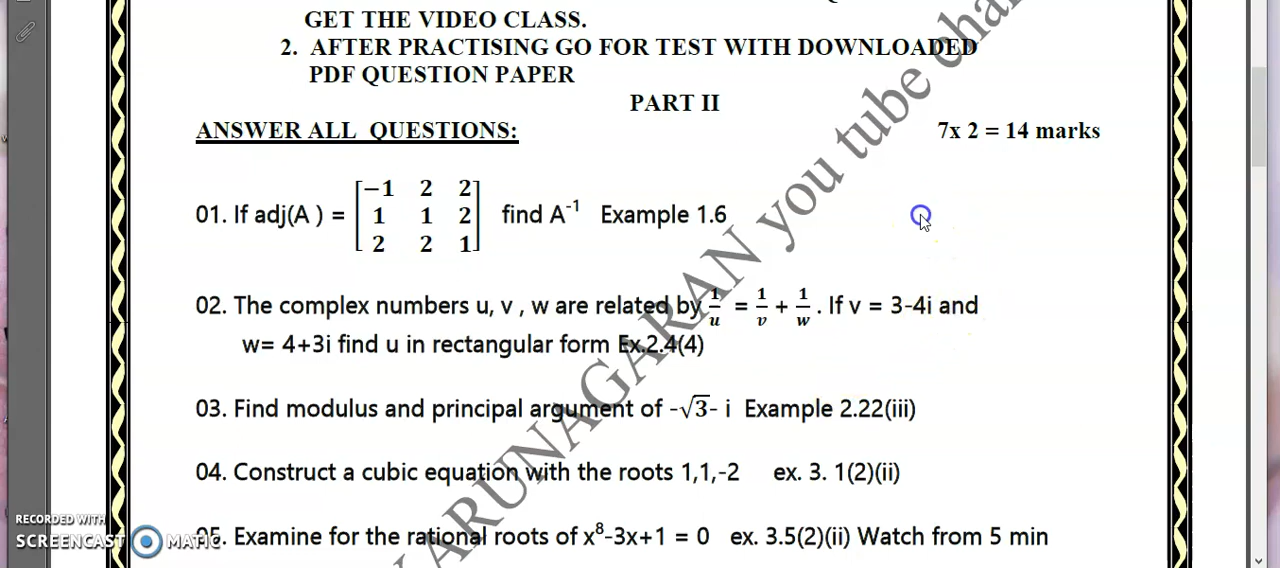 GET THE VIDEO CLASS.
2. AFTER PRACTISING GO FOR TEST WITH DOWNLOADED
PDF QUESTION PAPER
PART II
ANSWER ALL QUESTIONS: 7x 2 = 14 marks
01. If adj(A ) = [−1 2 2; 1 1 2; 2 2 1] find A⁻¹ Example 1.6
02. The complex numbers u, v , w are related by 1/u = 1/v + 1/w . If v = 3-4i and
w= 4+3i find u in rectangular form Ex.2.4(4)
03. Find modulus and principal argument of -√3- i Example 2.22(iii)
04. Construct a cubic equation with the roots 1,1,-2 ex. 3. 1(2)(ii)
05. Examine for the rational roots of x⁸-3x+1 = 0 ex. 3.5(2)(ii) Watch from 5 min
KARUNAGARAN you tube
RECORDED WITH
SCREENCAST MATIC